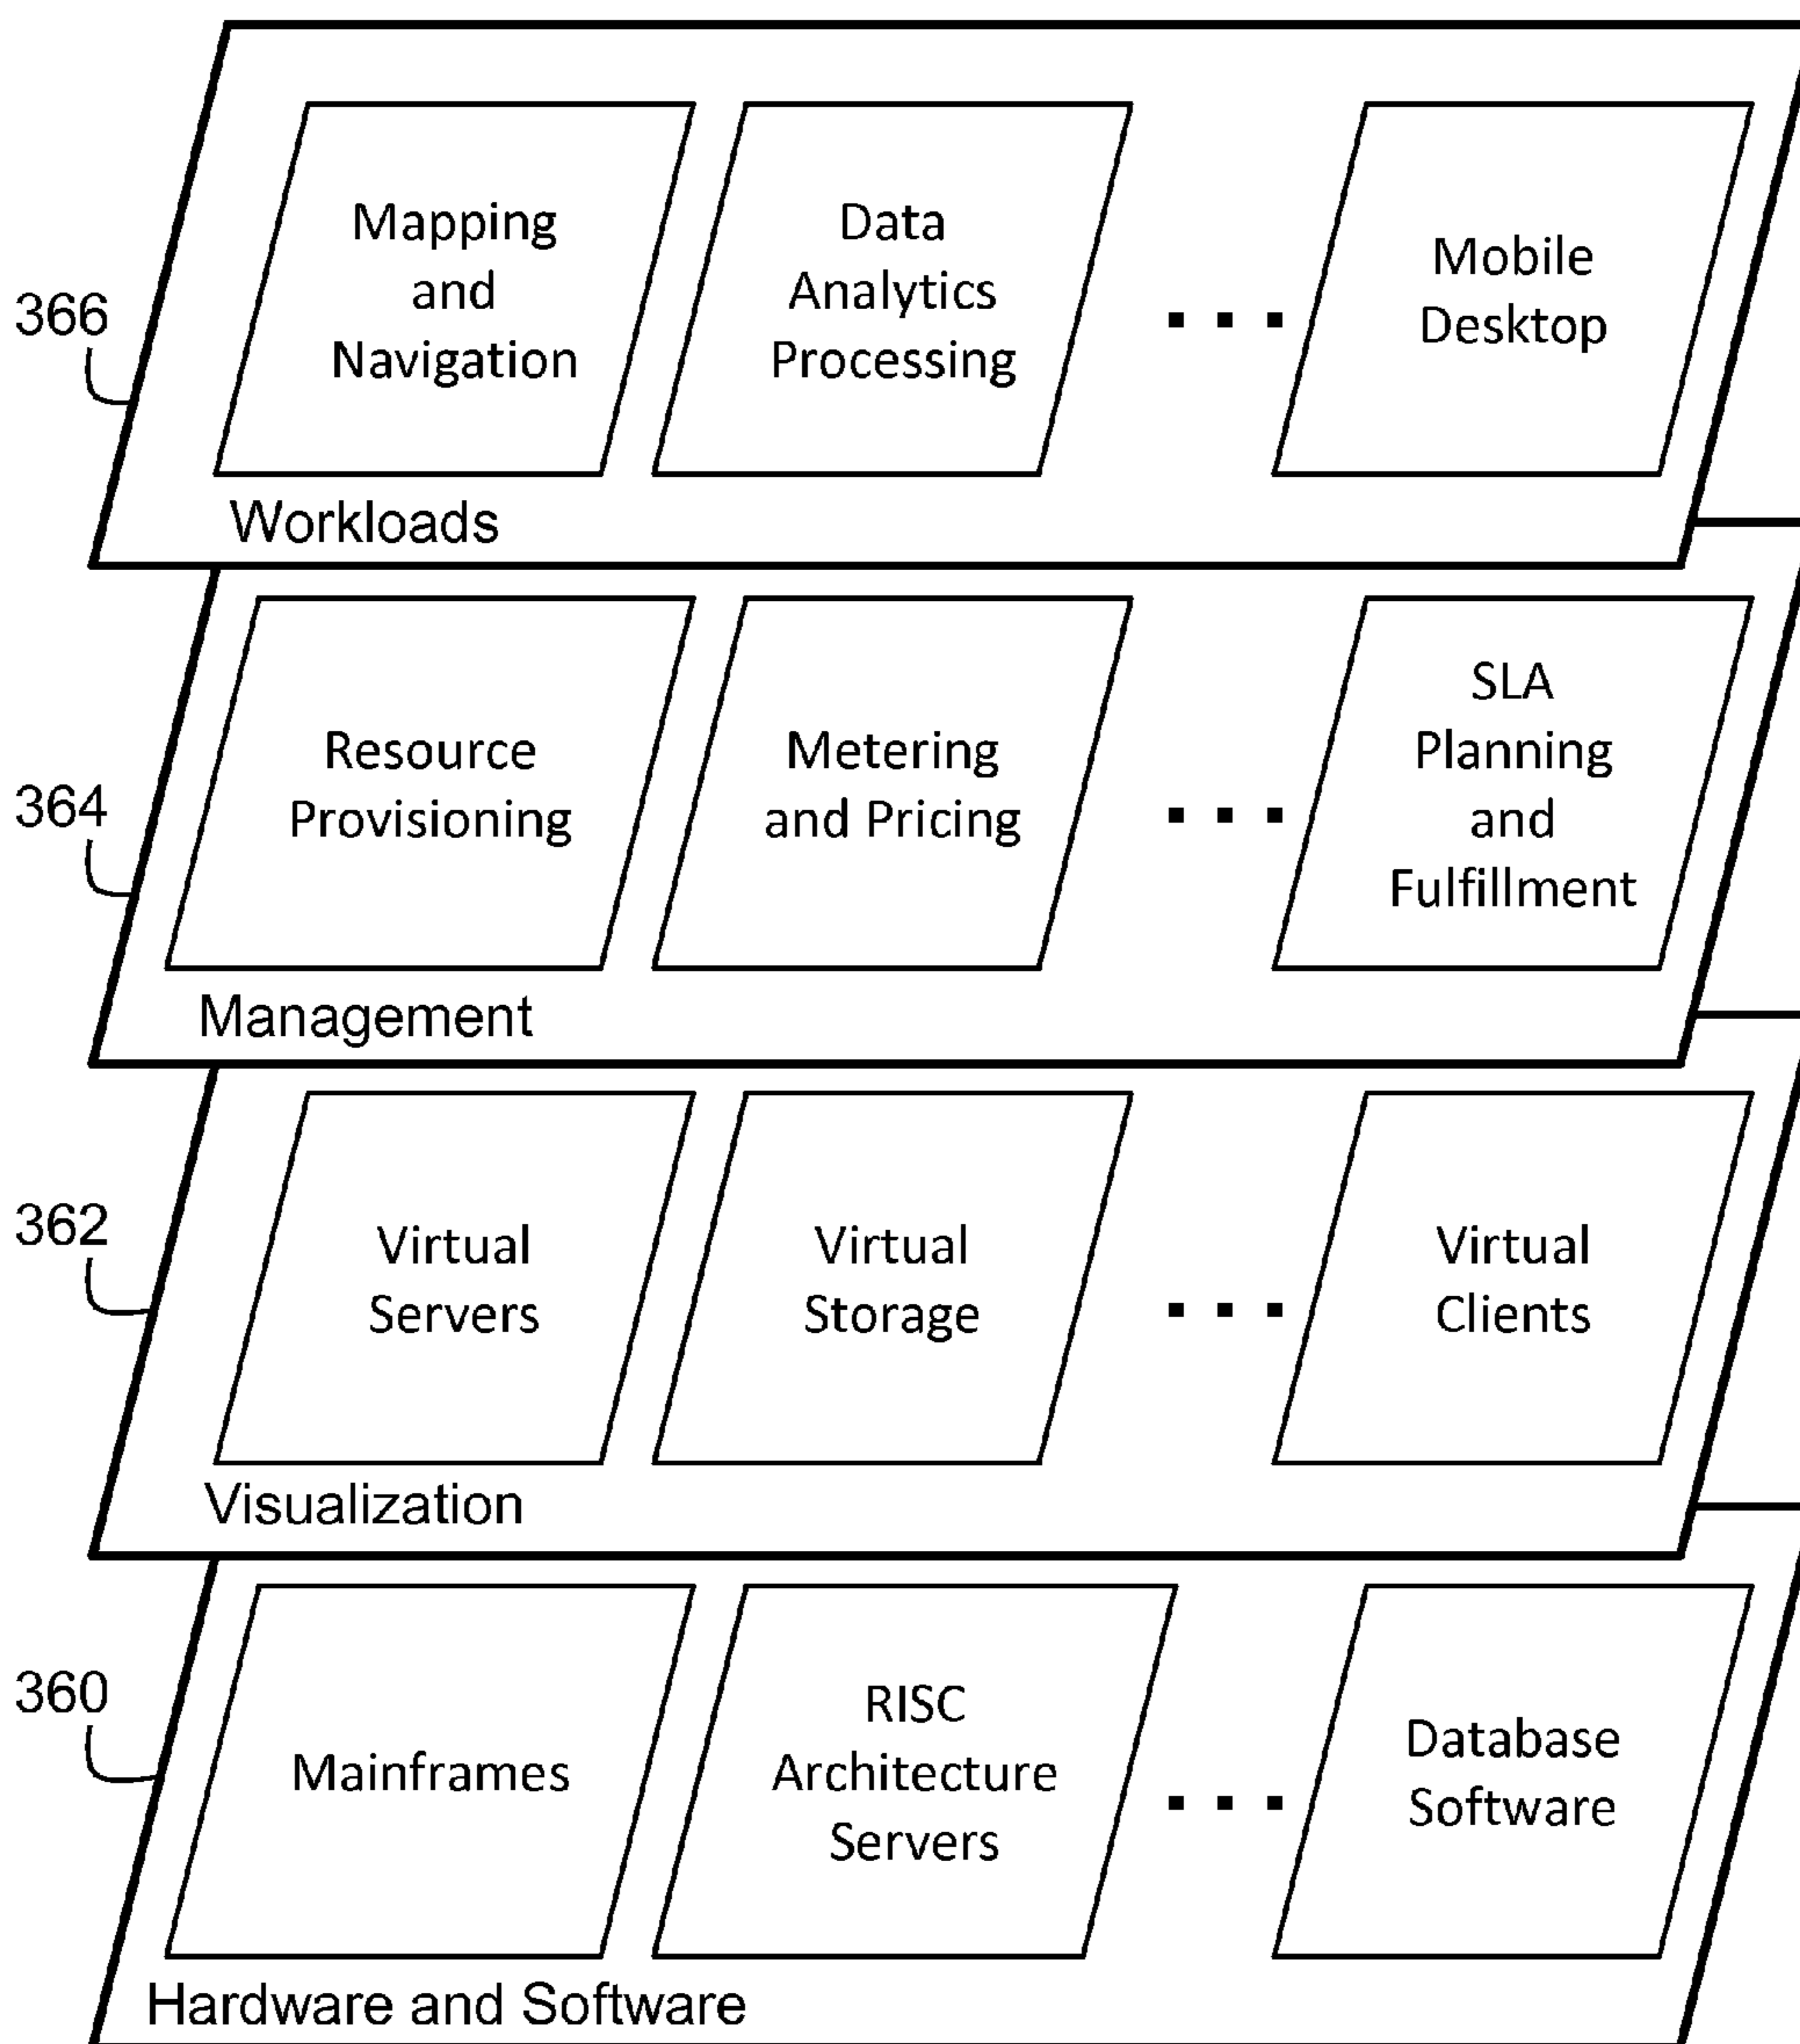 Mapping
and
Navigation
Data
Analytics
Processing
Mobile
Desktop
366
Workloads
Resource
Provisioning
Metering
and Pricing
SLA
Planning
and
Fulfillment
364
Management
Virtual
Servers
Virtual
Storage
Virtual
Clients
362
Visualization
Mainframes
RISC
Architecture
Servers
Database
Software
360
Hardware and Software